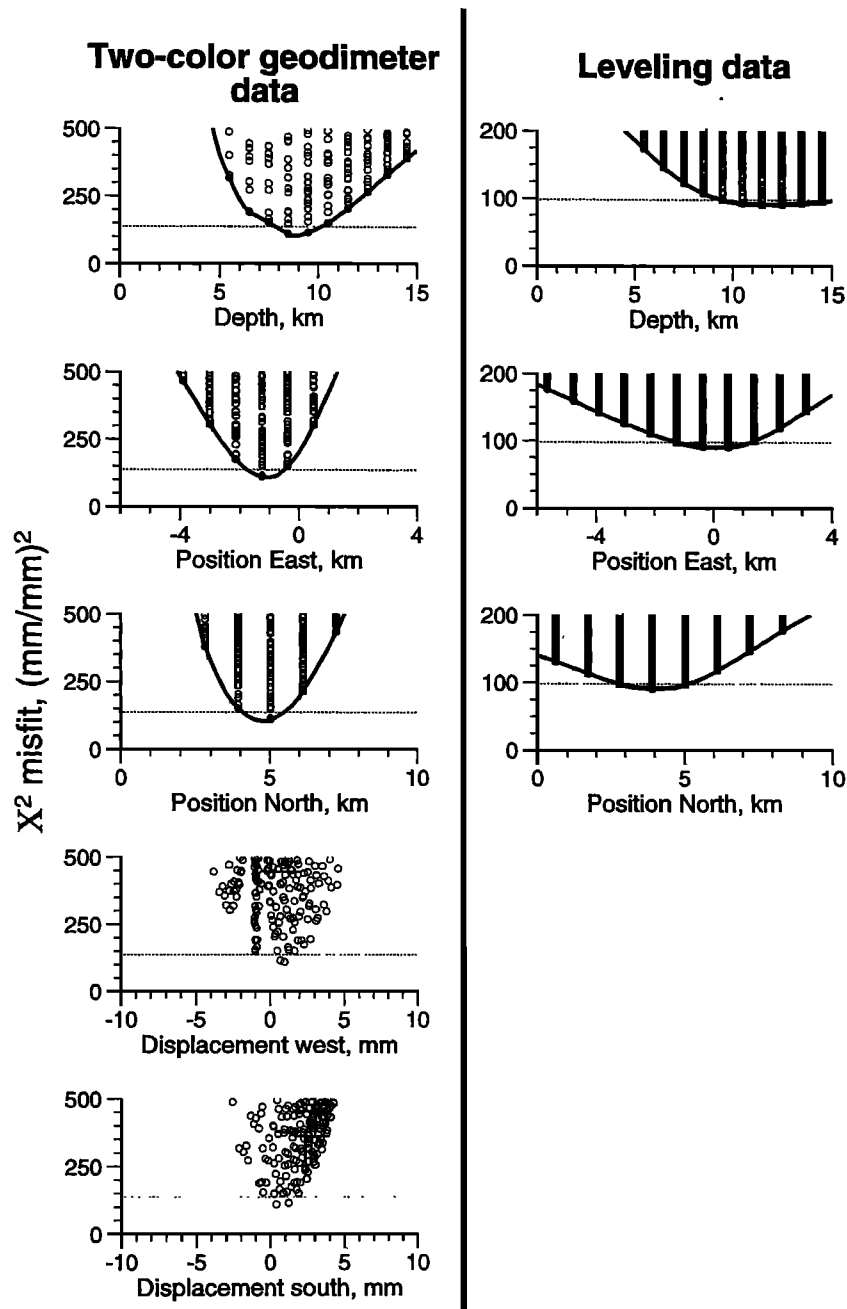 Two-color geodimeter
data
Leveling data
X² misfit, (mm/mm)²
500
250
0
0 5 10 15
Depth, km
200
100
0
0 5 10 15
Depth, km
500
250
0
-4 0 4
Position East, km
200
100
0
-4 0 4
Position East, km
500
250
0
0 5 10
Position North, km
200
100
0
0 5 10
Position North, km
500
250
0
-10 -5 0 5 10
Displacement west, mm
500
250
0
-10 -5 0 5 10
Displacement south, mm